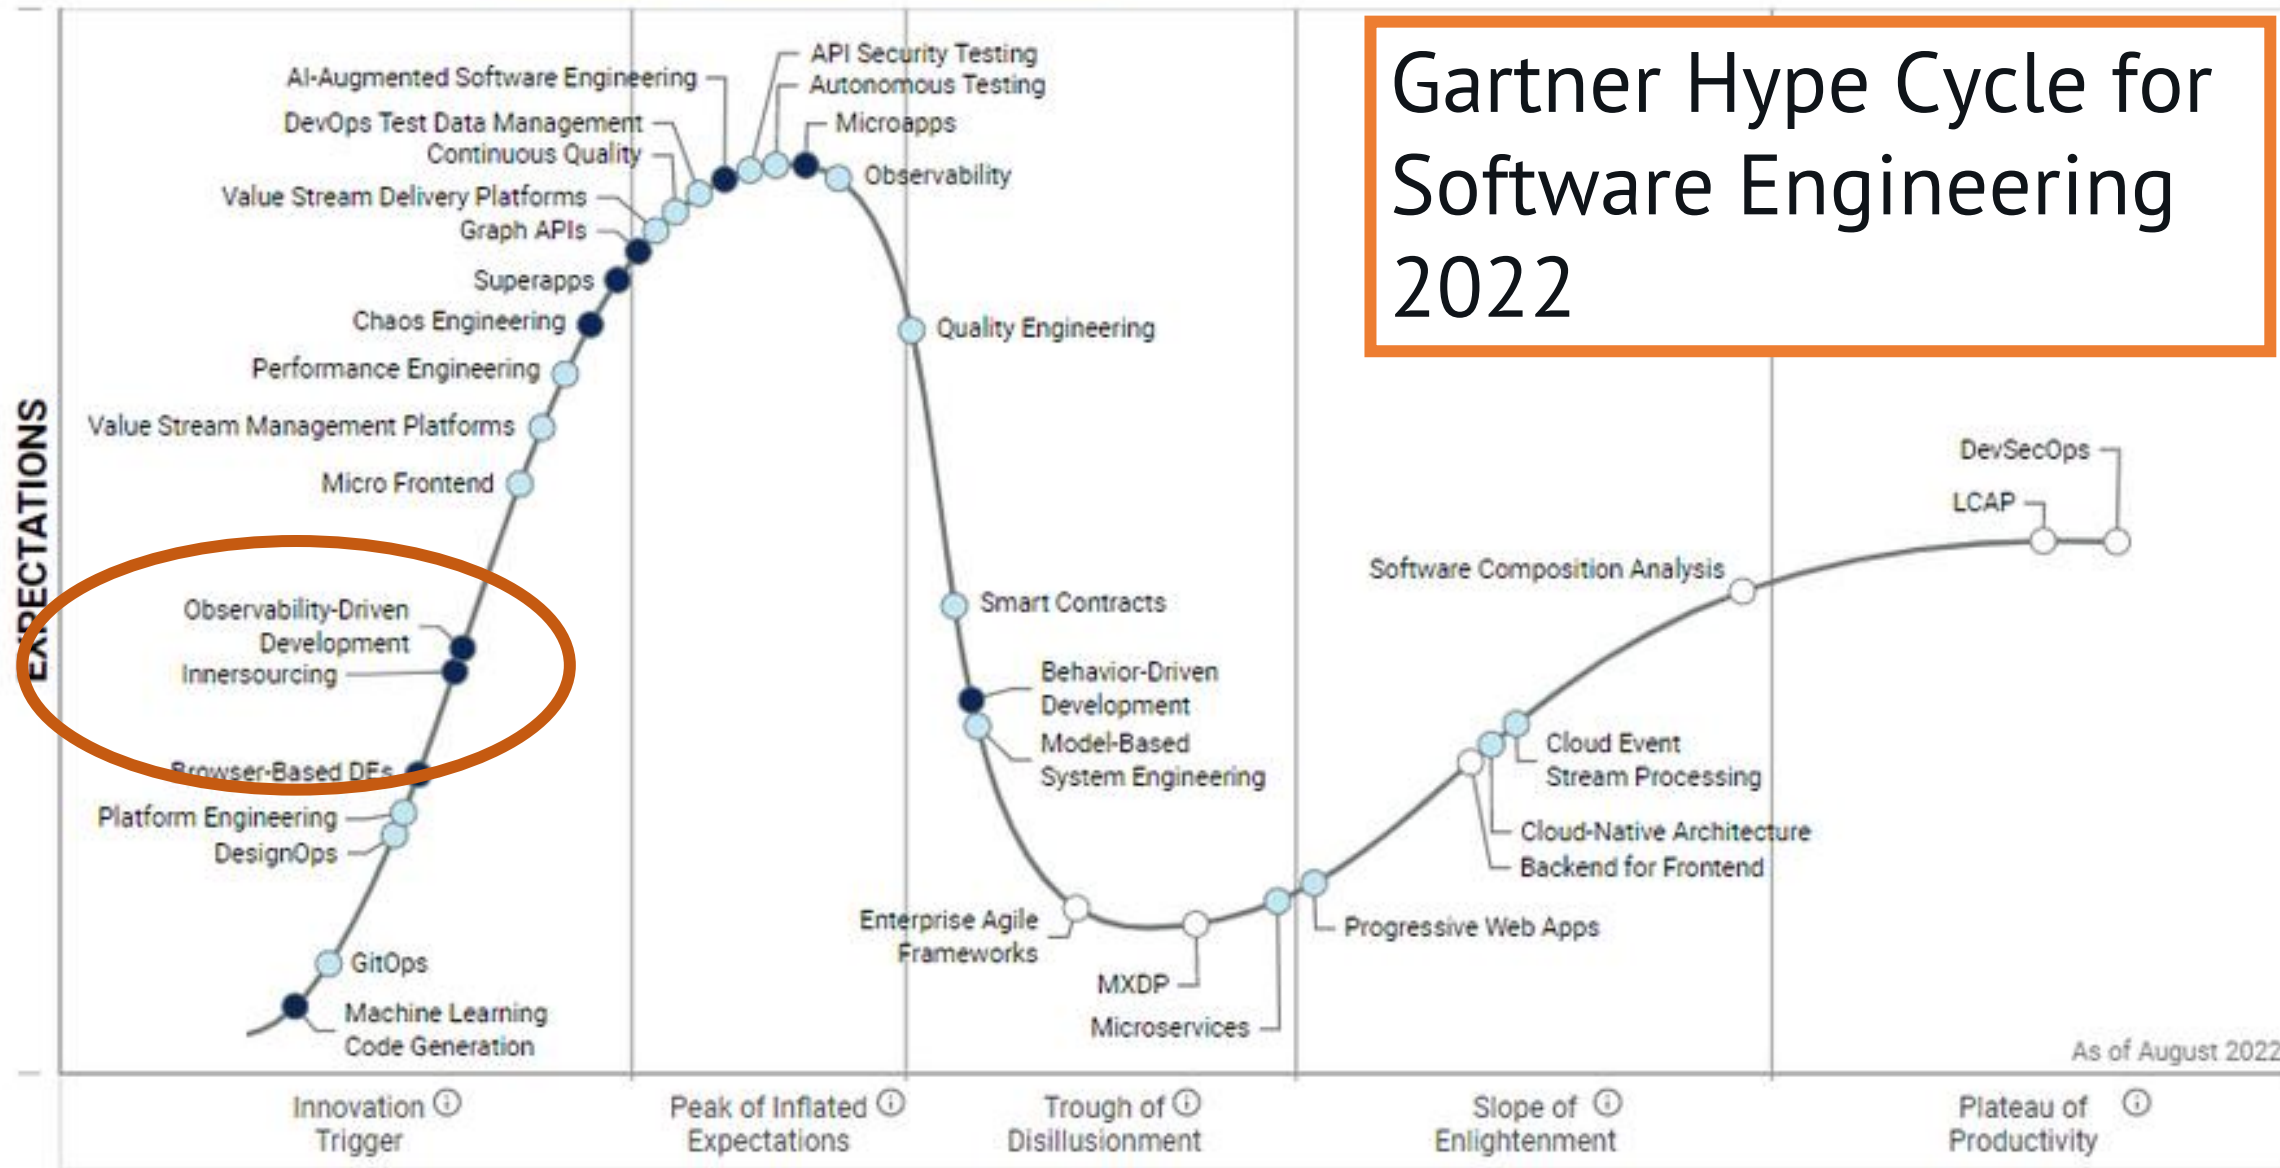 Gartner Hype Cycle for
Software Engineering
2022
EXPECTATIONS
API Security Testing
AI-Augmented Software Engineering
Autonomous Testing
DevOps Test Data Management
Microapps
Continuous Quality
Observability
Value Stream Delivery Platforms
Graph APIs
Superapps
Chaos Engineering
Performance Engineering
Value Stream Management Platforms
Micro Frontend
Observability-Driven
Development
Innersourcing
Browser-Based DEs
Platform Engineering
DesignOps
GitOps
Machine Learning
Code Generation
Quality Engineering
Smart Contracts
Behavior-Driven
Development
Model-Based
System Engineering
Enterprise Agile
Frameworks
MXDP
Microservices
Progressive Web Apps
Cloud Event
Stream Processing
Cloud-Native Architecture
Backend for Frontend
Software Composition Analysis
LCAP
DevSecOps
As of August 2022
Innovation
Trigger
Peak of Inflated
Expectations
Trough of
Disillusionment
Slope of
Enlightenment
Plateau of
Productivity